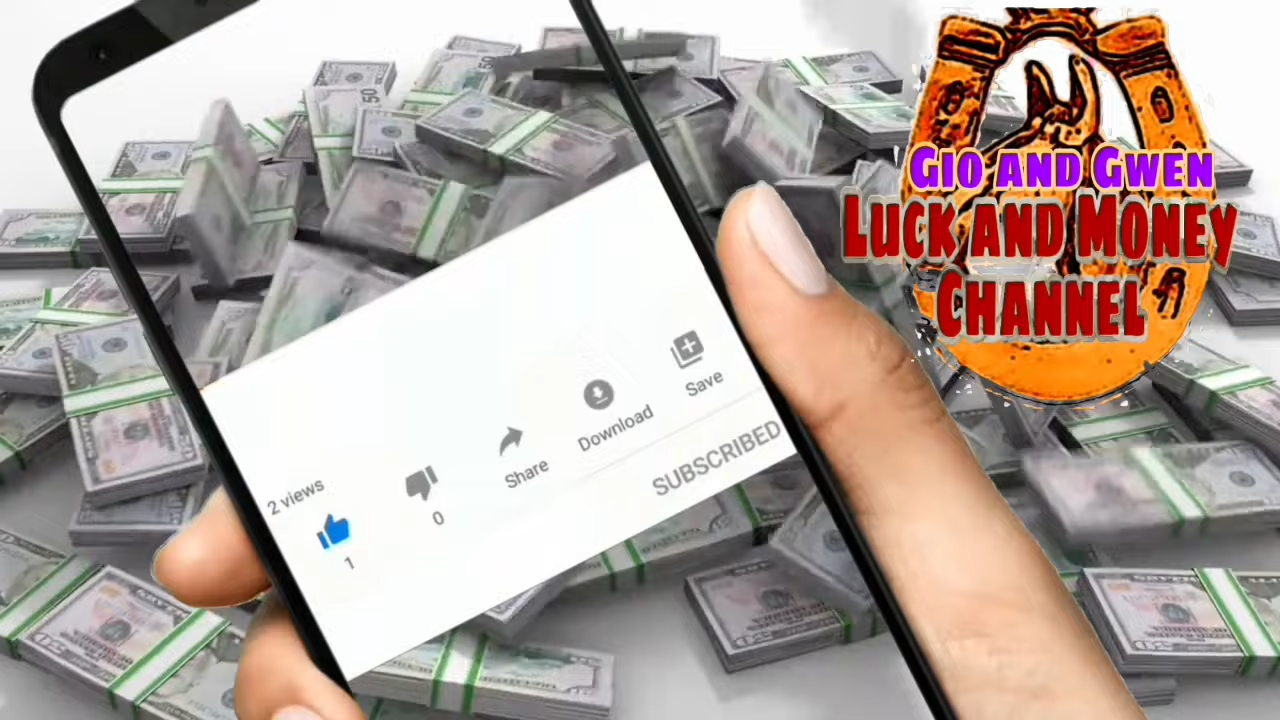 Gio and Gwen
Luck and Money
Channel
2 views
1
0
Share
Download
Save
SUBSCRIBED